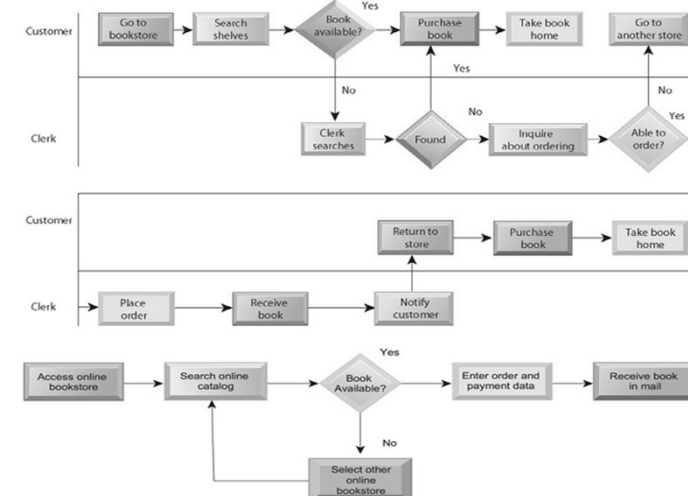 Yes
Customer
Go to
bookstore
Search
shelves
Book
available?
Purchase
book
Take book
home
Go to
another store
No
Yes
No
Yes
Clerk
Clerk
searches
Found
No
Inquire
about ordering
Able to
order?
Customer
Return to
store
Purchase
book
Take book
home
Clerk
Place
order
Receive
book
Notify
customer
Yes
Access online
bookstore
Search online
catalog
Book
Available?
Enter order and
payment data
Receive book
in mail
No
Select other
online
bookstore